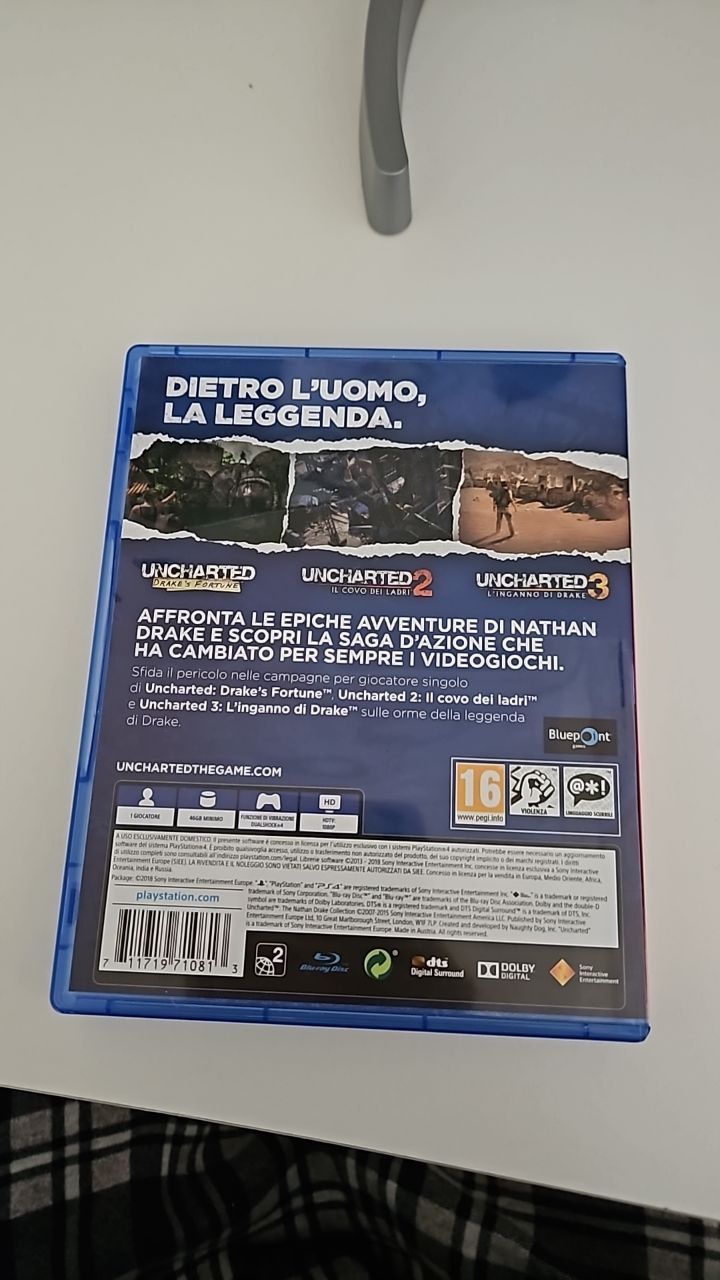 DIETRO L'UOMO,
LA LEGGENDA.
UNCHARTED
DRAKE'S FORTUNE
UNCHARTED 2
IL COVO DEI LADRI
UNCHARTED 3
L'INGANNO DI DRAKE
AFFRONTA LE EPICHE AVVENTURE DI NATHAN
DRAKE E SCOPRI LA SAGA D'AZIONE CHE
HA CAMBIATO PER SEMPRE I VIDEOGIOCHI.
Sfida il pericolo nelle campagne per giocatore singolo
di Uncharted: Drake's Fortune™, Uncharted 2: Il covo dei ladri™
e Uncharted 3: L'inganno di Drake™ sulle orme della leggenda
di Drake.
Bluepoint
games
UNCHARTEDTHEGAME.COM
16
www.pegi.info
VIOLENZA
@*!
LINGUAGGIO SCURRILE
1 GIOCATORE
46GB MINIMO
FUNZIONE DI VIBRAZIONE
DUALSHOCK®4
HD
HDTV
1080P
A USO ESCLUSIVAMENTE DOMESTICO: Il presente software è concesso in licenza per l'utilizzo esclusivo con i sistemi PlayStation®4 autorizzati. Potrebbe essere necessario un aggiornamento
software del sistema PlayStation®4. È proibito qualsivoglia accesso, utilizzo o trasferimento non autorizzato del prodotto, del suo copyright implicito o dei marchi registrati. I diritti
di utilizzo completi sono consultabili all'indirizzo playstation.com/legal. Librerie software ©2013 - 2018 Sony Interactive Entertainment Inc. concesse in licenza esclusiva a Sony Interactive
Entertainment Europe (SIEE). LA RIVENDITA E IL NOLEGGIO SONO VIETATI SALVO ESPRESSAMENTE AUTORIZZATI DA SIEE. Concesso in licenza per la vendita in Europa, Medio Oriente, Africa,
Oceania, India e Russia.
Package: ©2018 Sony Interactive Entertainment Europe. "PlayStation" and "PS4" are registered trademarks of Sony Interactive Entertainment Inc. is a trademark or registered
trademark of Sony Corporation. "Blu-ray Disc™" and "Blu-ray™" are trademarks of the Blu-ray Disc Association. Dolby and the double-D
symbol are trademarks of Dolby Laboratories. DTS® is a registered trademark and DTS Digital Surround™ is a trademark of DTS, Inc.
Uncharted™: The Nathan Drake Collection ©2007-2015 Sony Interactive Entertainment America LLC. Published by Sony Interactive
Entertainment Europe Ltd, 10 Great Marlborough Street, London, W1F 7LP. Created and developed by Naughty Dog, Inc. "Uncharted"
is a trademark of Sony Interactive Entertainment Europe. Made in Austria. All rights reserved.
playstation.com
7 11719 71081 3
2
Blu-ray Disc
dts
Digital Surround
DOLBY
DIGITAL
Sony
Interactive
Entertainment